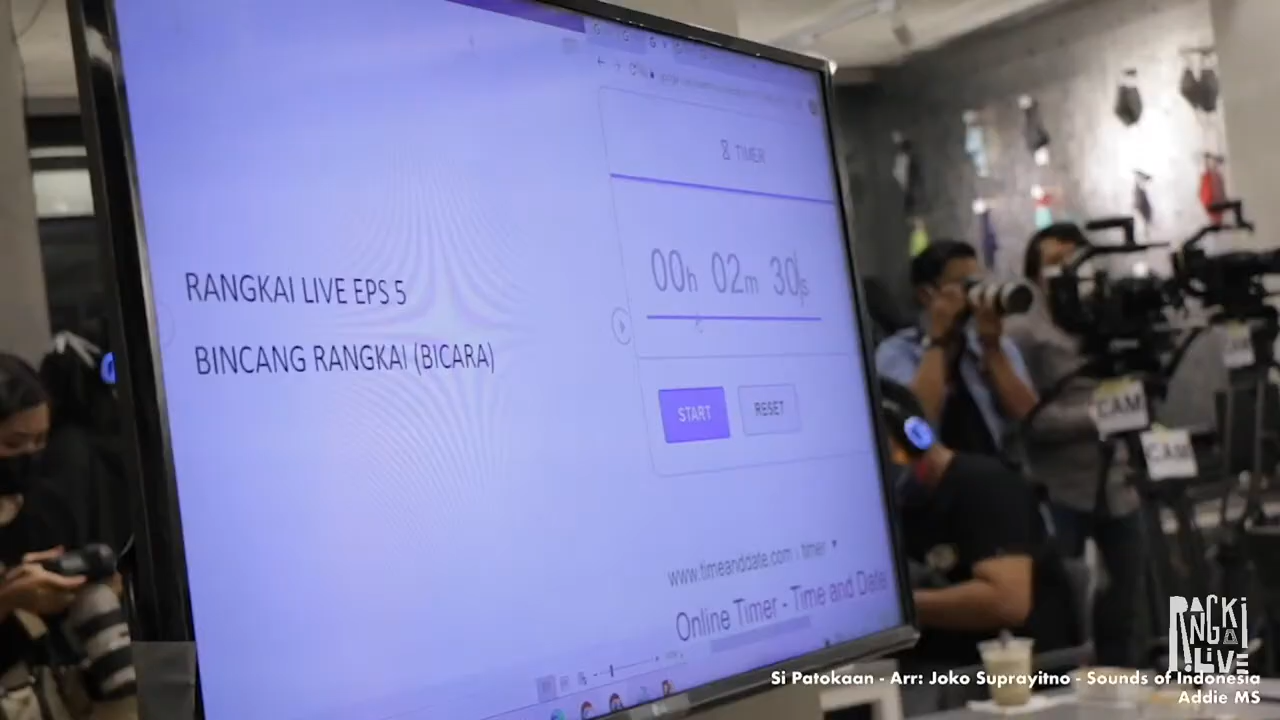 RANGKAI LIVE EPS 5
BINCANG RANGKAI (BICARA)
TIMER
00h 02m 30s
START
RESET
www.timeanddate.com › timer
Online Timer - Time and Date
CAM
CAM
RANGKAI
LIVE
Si Patokaan - Arr: Joko Suprayitno - Sounds of Indonesia
Addie MS